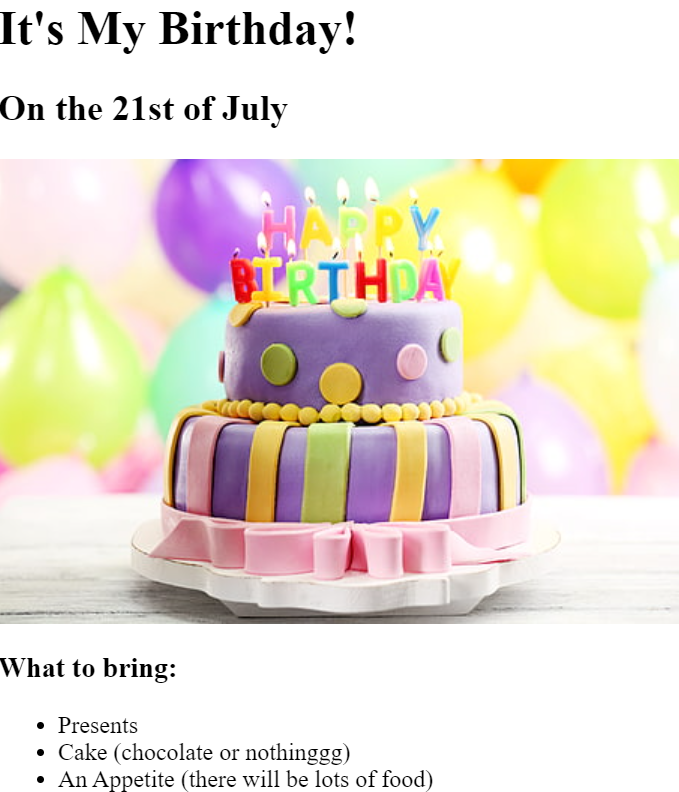 It's My Birthday!
On the 21st of July
HAPPY
BIRTHDAY
What to bring:
Presents
Cake (chocolate or nothinggg)
An Appetite (there will be lots of food)